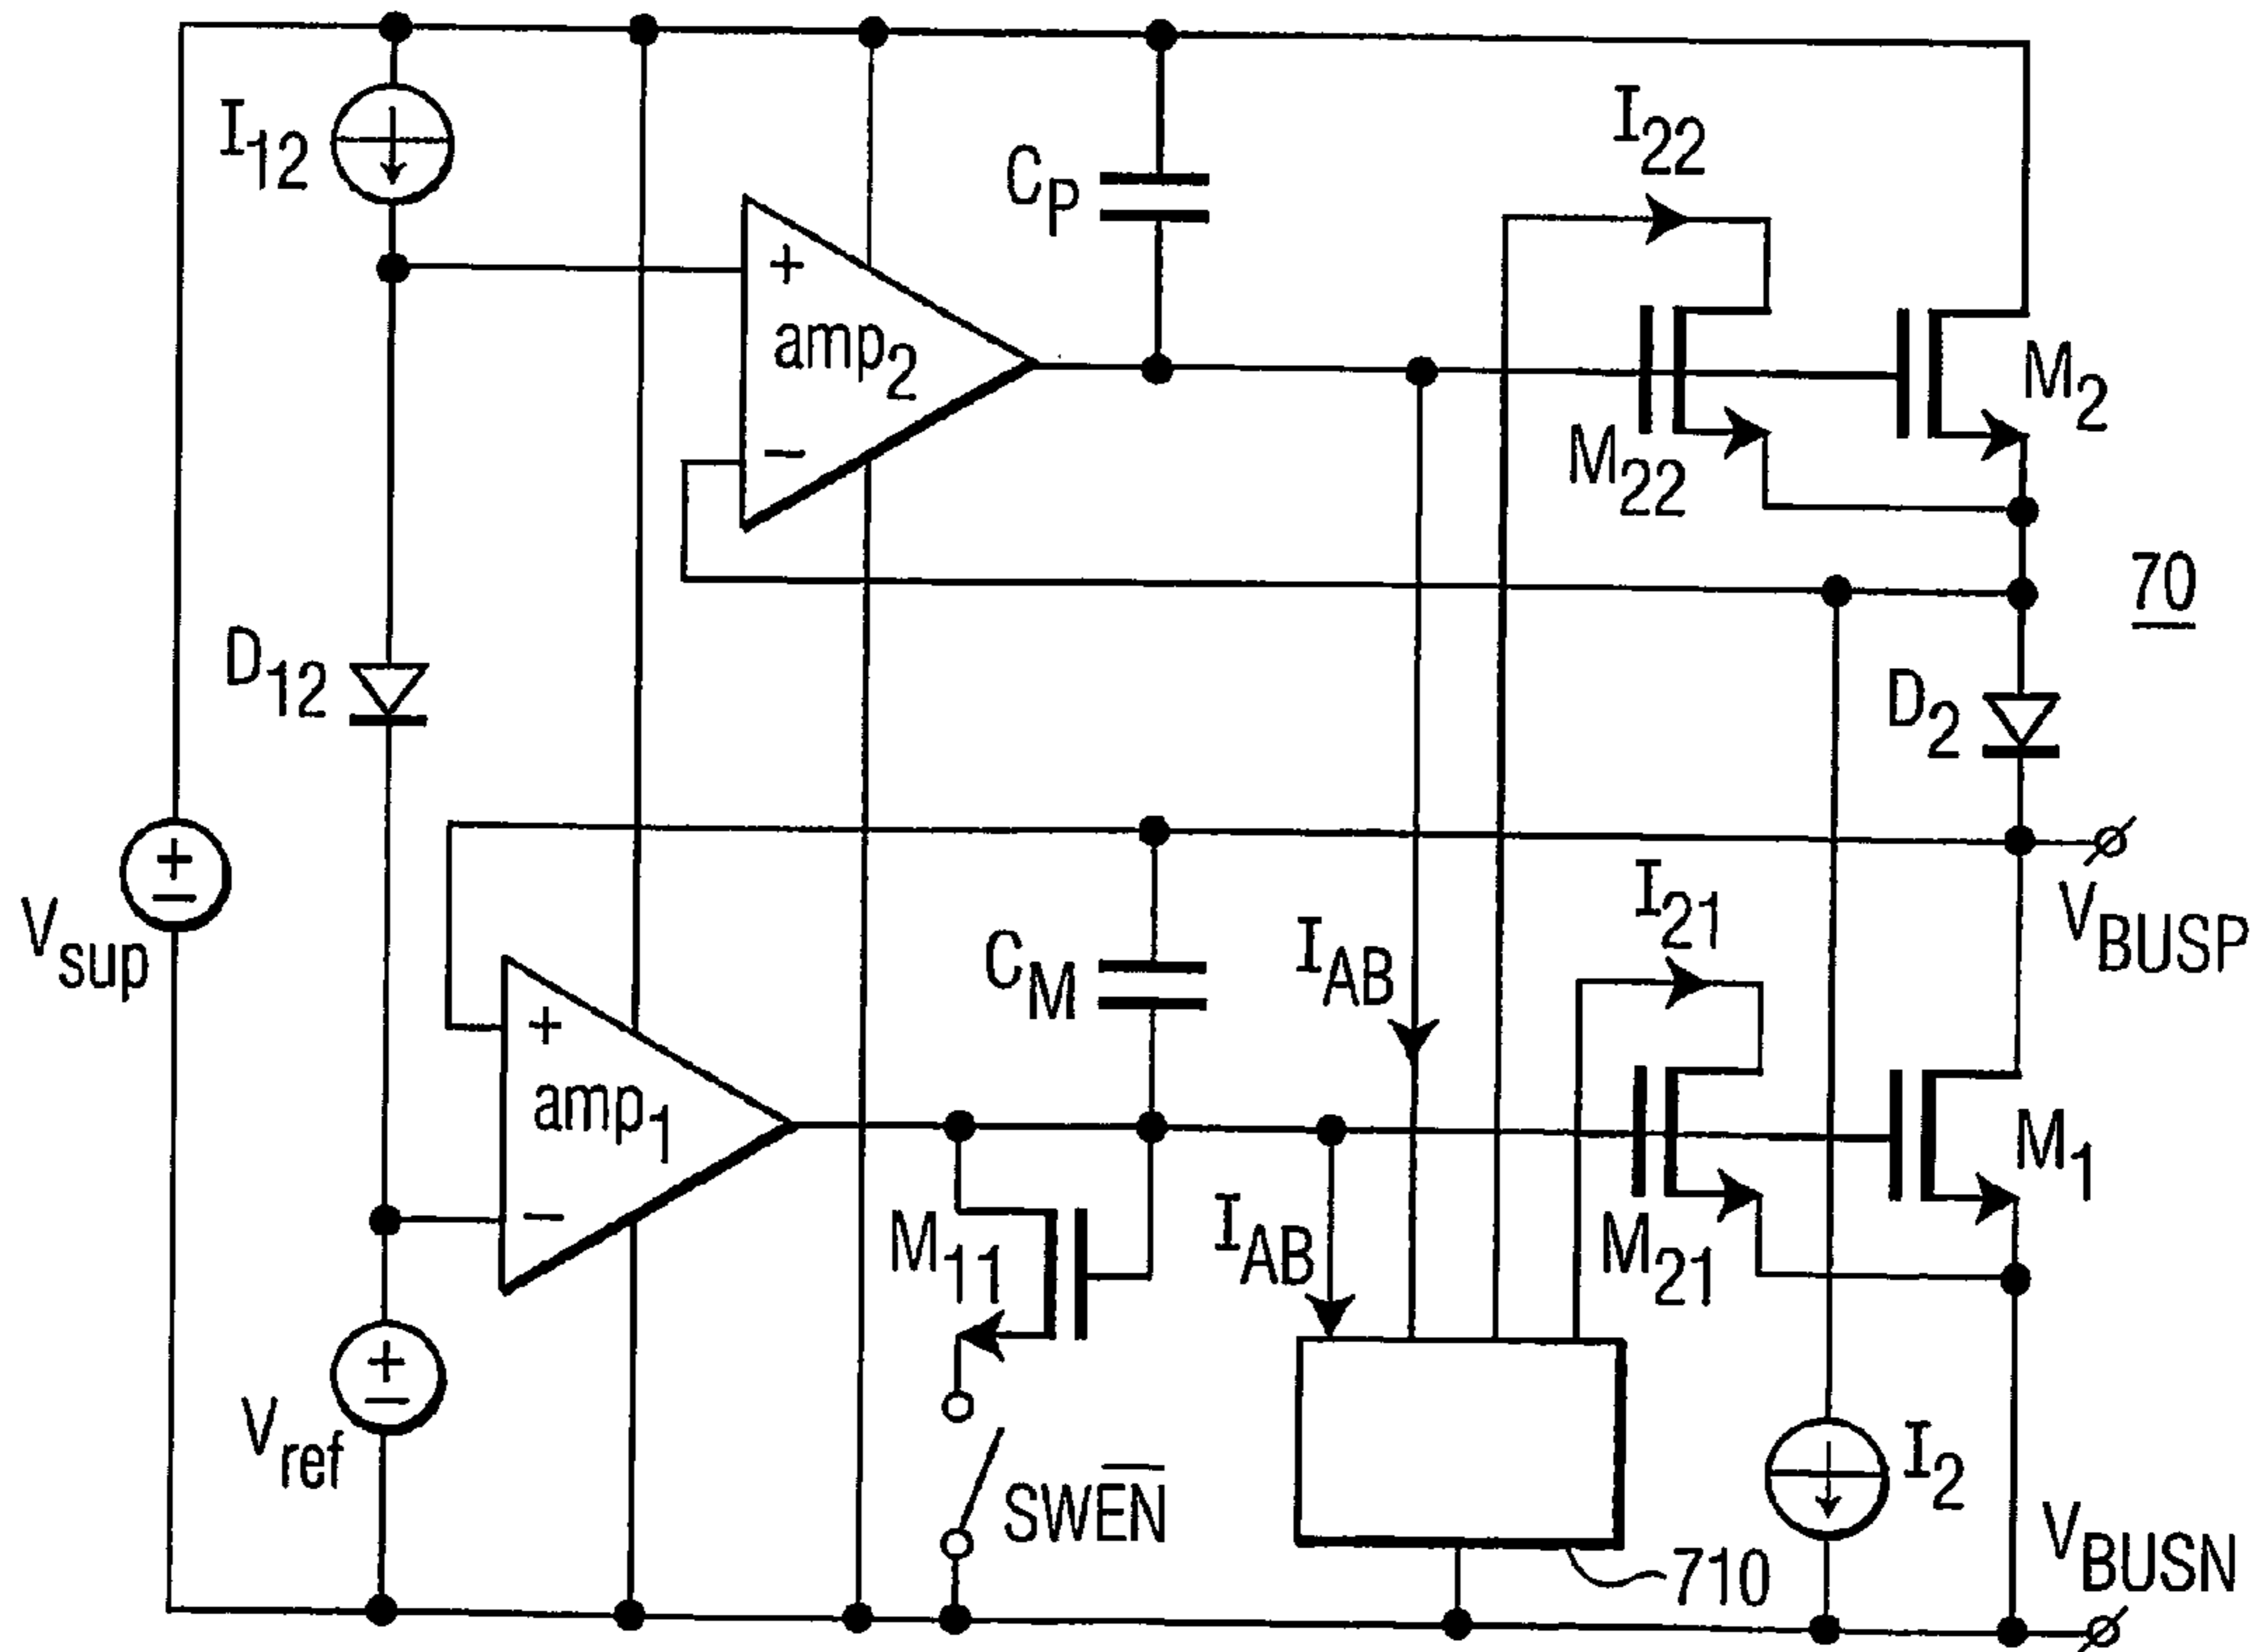 I12
CP
I22
+
amp2
−
M22
M2
70
D12
D2
+
−
Vsup
VBUSP
I21
CM
IAB
+
amp1
−
M11
IAB
M21
M1
+
−
Vref
SWEN̅
I2
710
VBUSN